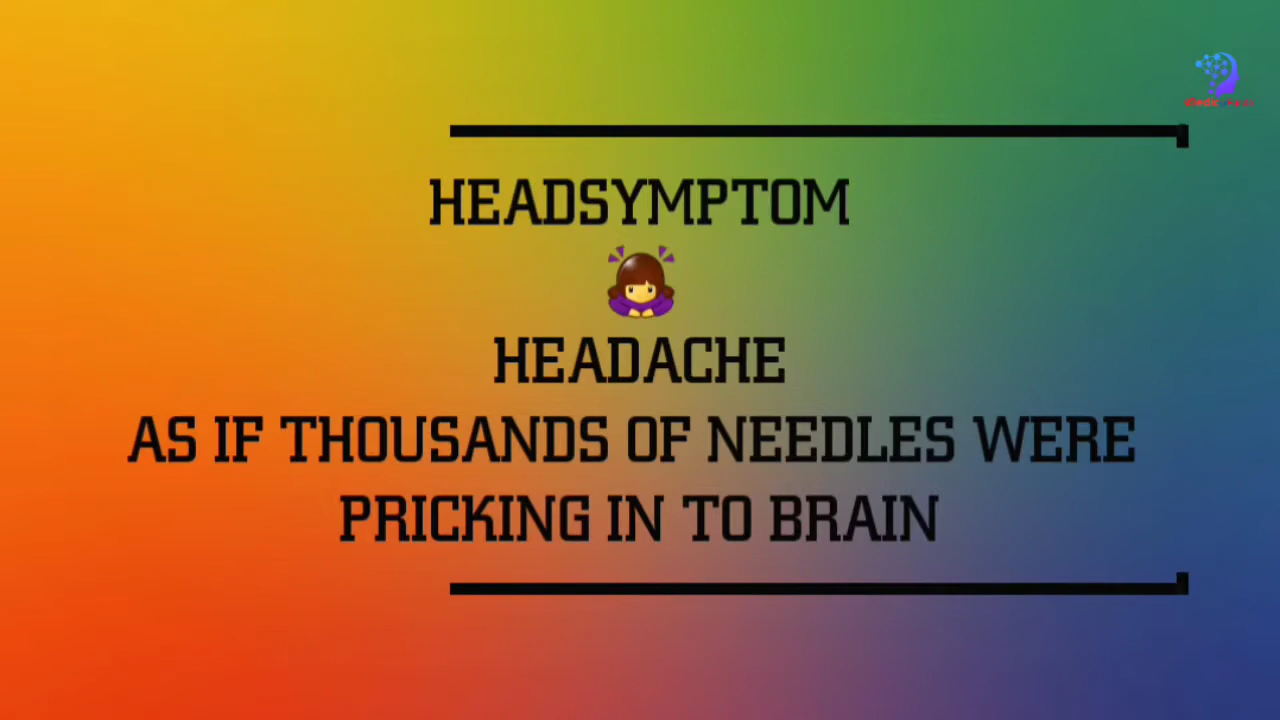 HEADSYMPTOM
HEADACHE
AS IF THOUSANDS OF NEEDLES WERE
PRICKING IN TO BRAIN